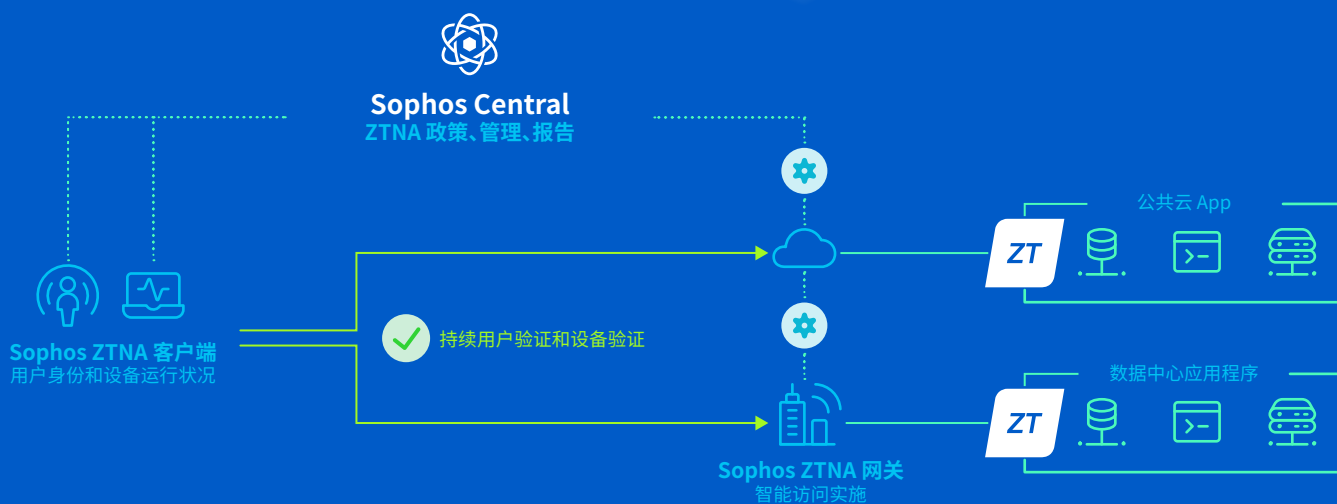 Sophos Central
ZTNA 政策、管理、报告
公共云 App
ZT
持续用户验证和设备验证
Sophos ZTNA 客户端
用户身份和设备运行状况
数据中心应用程序
ZT
Sophos ZTNA 网关
智能访问实施